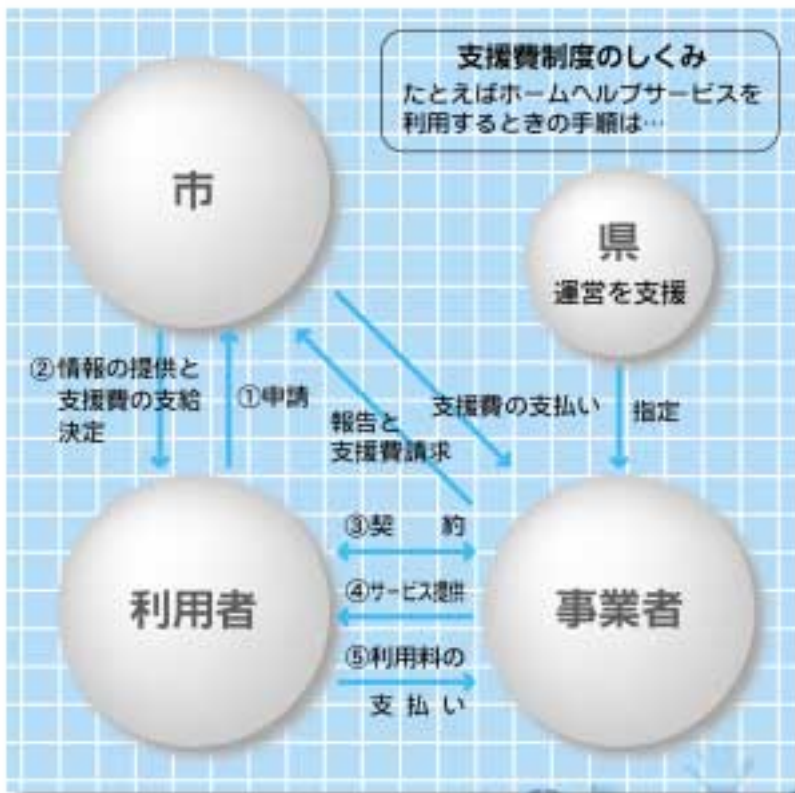 支援費制度のしくみ
たとえばホームヘルプサービスを
利用するときの手順は…
市
県
運営を支援
②情報の提供と
支援費の支給
決定
①申請
報告と
支援費請求
支援費の支払い
指定
利用者
③契約
④サービス提供
⑤利用料の
支払い
事業者